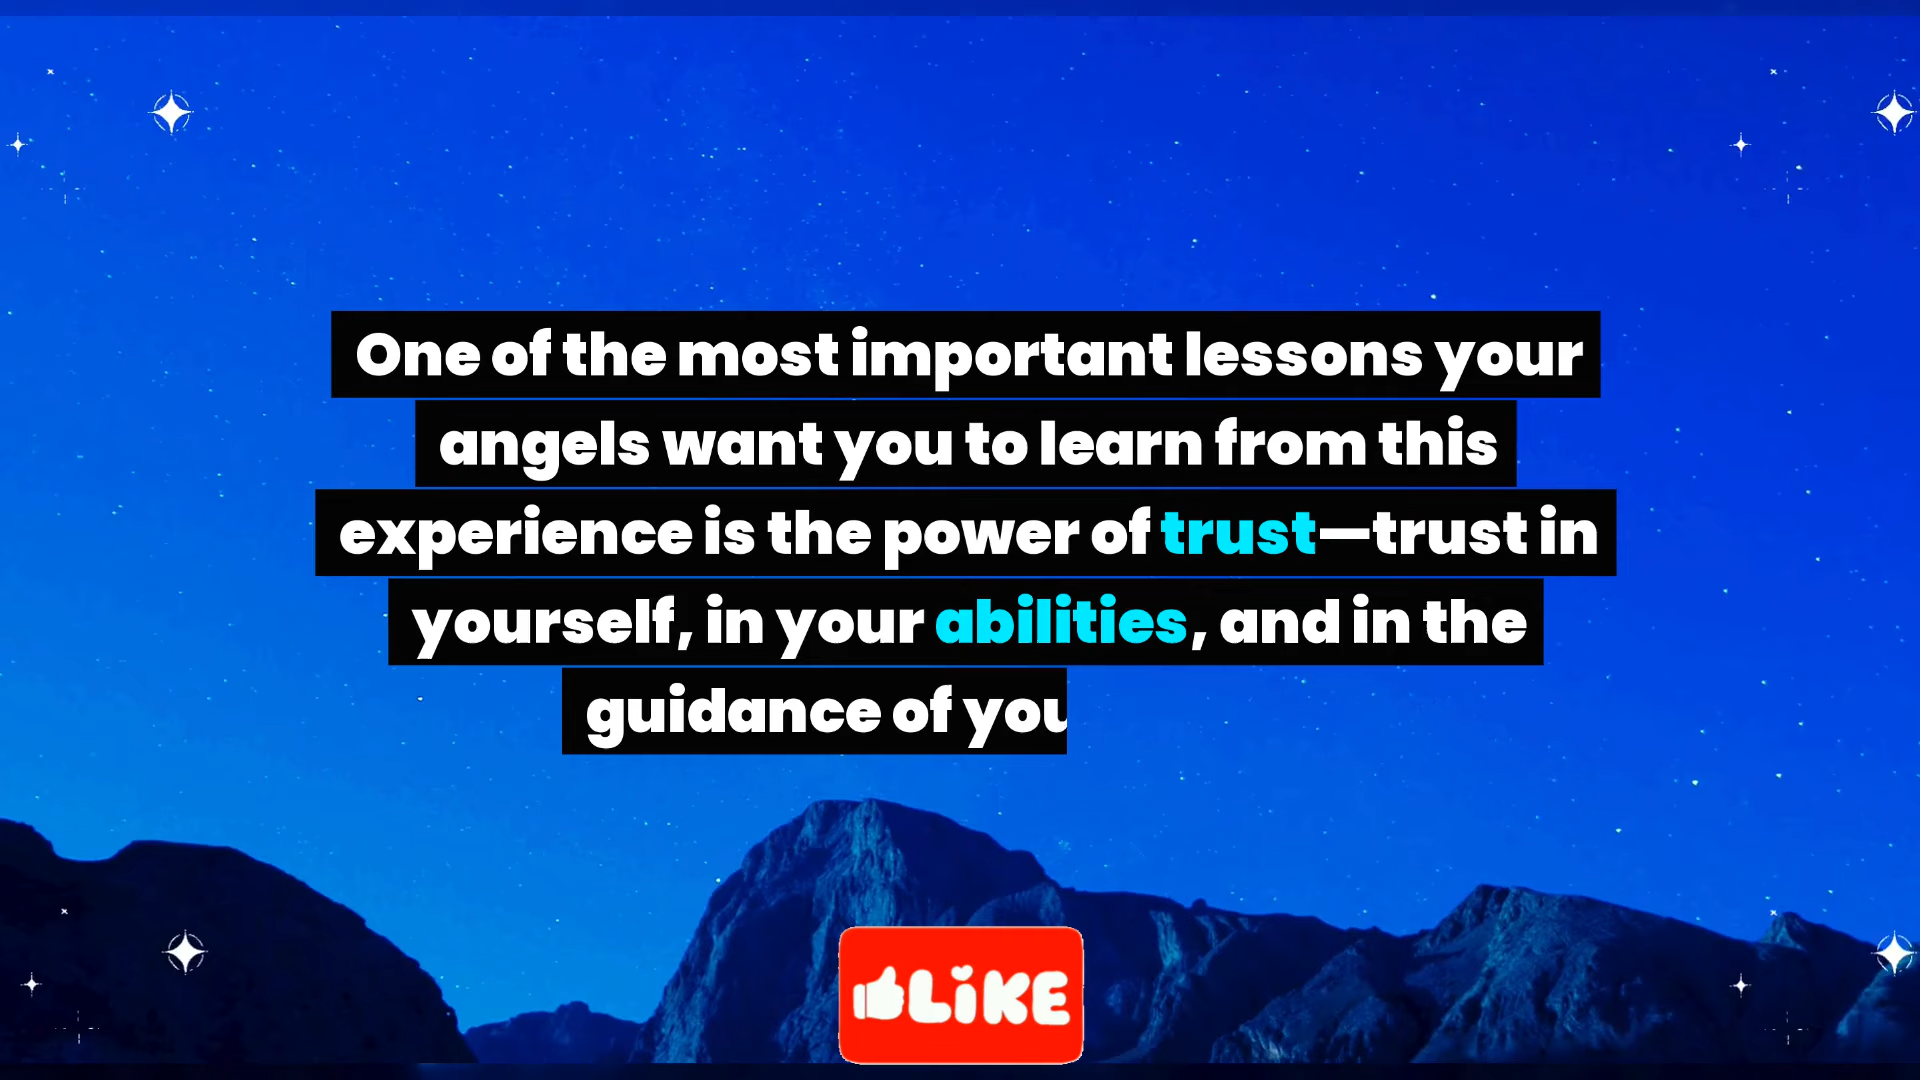 One of the most important lessons your
angels want you to learn from this
experience is the power of trust—trust in
yourself, in your abilities, and in the
guidance of you
LiKE